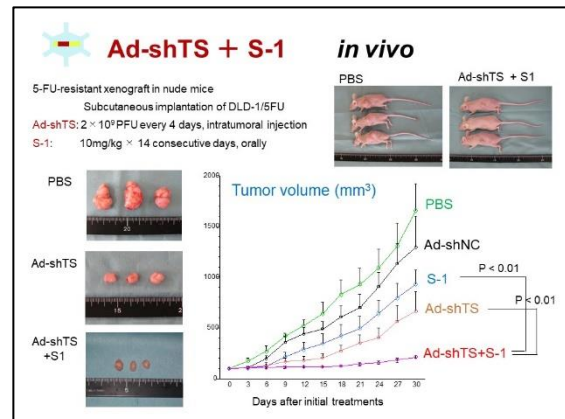 Ad-shTS + S-1 in vivo
5-FU-resistant xenograft in nude mice
Subcutaneous implantation of DLD-1/5FU
Ad-shTS: 2 × 10⁹ PFU every 4 days, intratumoral injection
S-1: 10mg/kg × 14 consecutive days, orally
PBS
Ad-shTS + S1
PBS
20
Ad-shTS
15
Ad-shTS
+S1
5
Tumor volume (mm³)
2000
1500
1000
500
0
PBS
Ad-shNC
S-1
Ad-shTS
Ad-shTS+S-1
P < 0.01
P < 0.01
0 3 6 9 12 15 18 21 24 27 30
Days after initial treatments